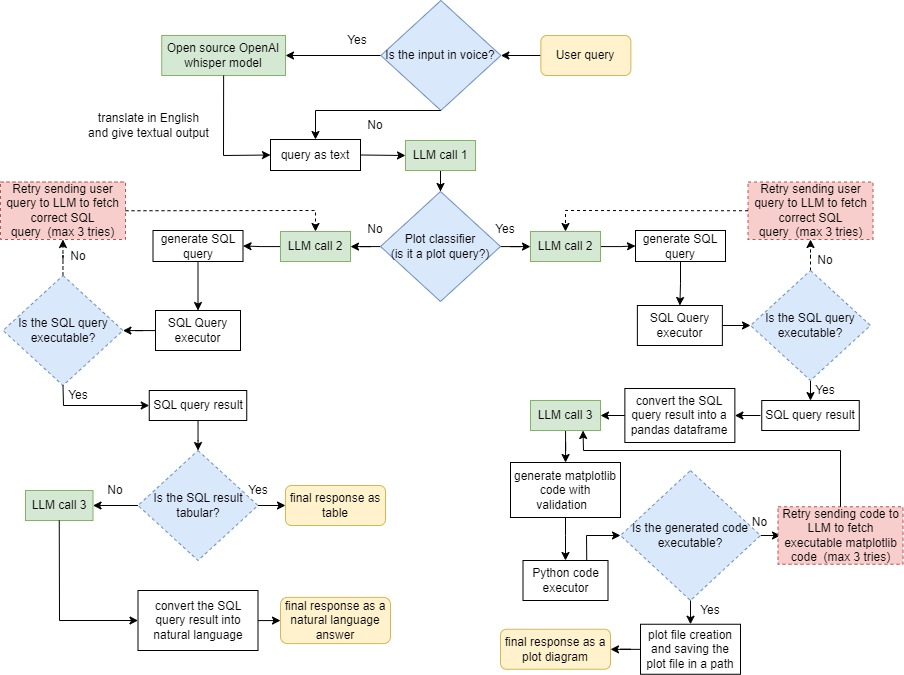 Yes
Open source OpenAI
whisper model
Is the input in voice?
User query
translate in English
and give textual output
No
query as text
LLM call 1
Retry sending user
query to LLM to fetch
correct SQL
query (max 3 tries)
Retry sending user
query to LLM to fetch
correct SQL
query (max 3 tries)
generate SQL
query
LLM call 2
No
Plot classifier
(is it a plot query?)
Yes
LLM call 2
generate SQL
query
No
No
Is the SQL query
executable?
SQL Query
executor
SQL Query
executor
Is the SQL query
executable?
Yes
SQL query result
Yes
convert the SQL
query result into a
pandas dataframe
SQL query result
LLM call 3
generate matplotlib
code with
validation
No
Is the SQL result
tabular?
Yes
final response as
table
LLM call 3
Is the generated code
executable?
No
Retry sending code to
LLM to fetch
executable matplotlib
code (max 3 tries)
Python code
executor
Yes
convert the SQL
query result into
natural language
final response as a
natural language
answer
final response as a
plot diagram
plot file creation
and saving the
plot file in a path